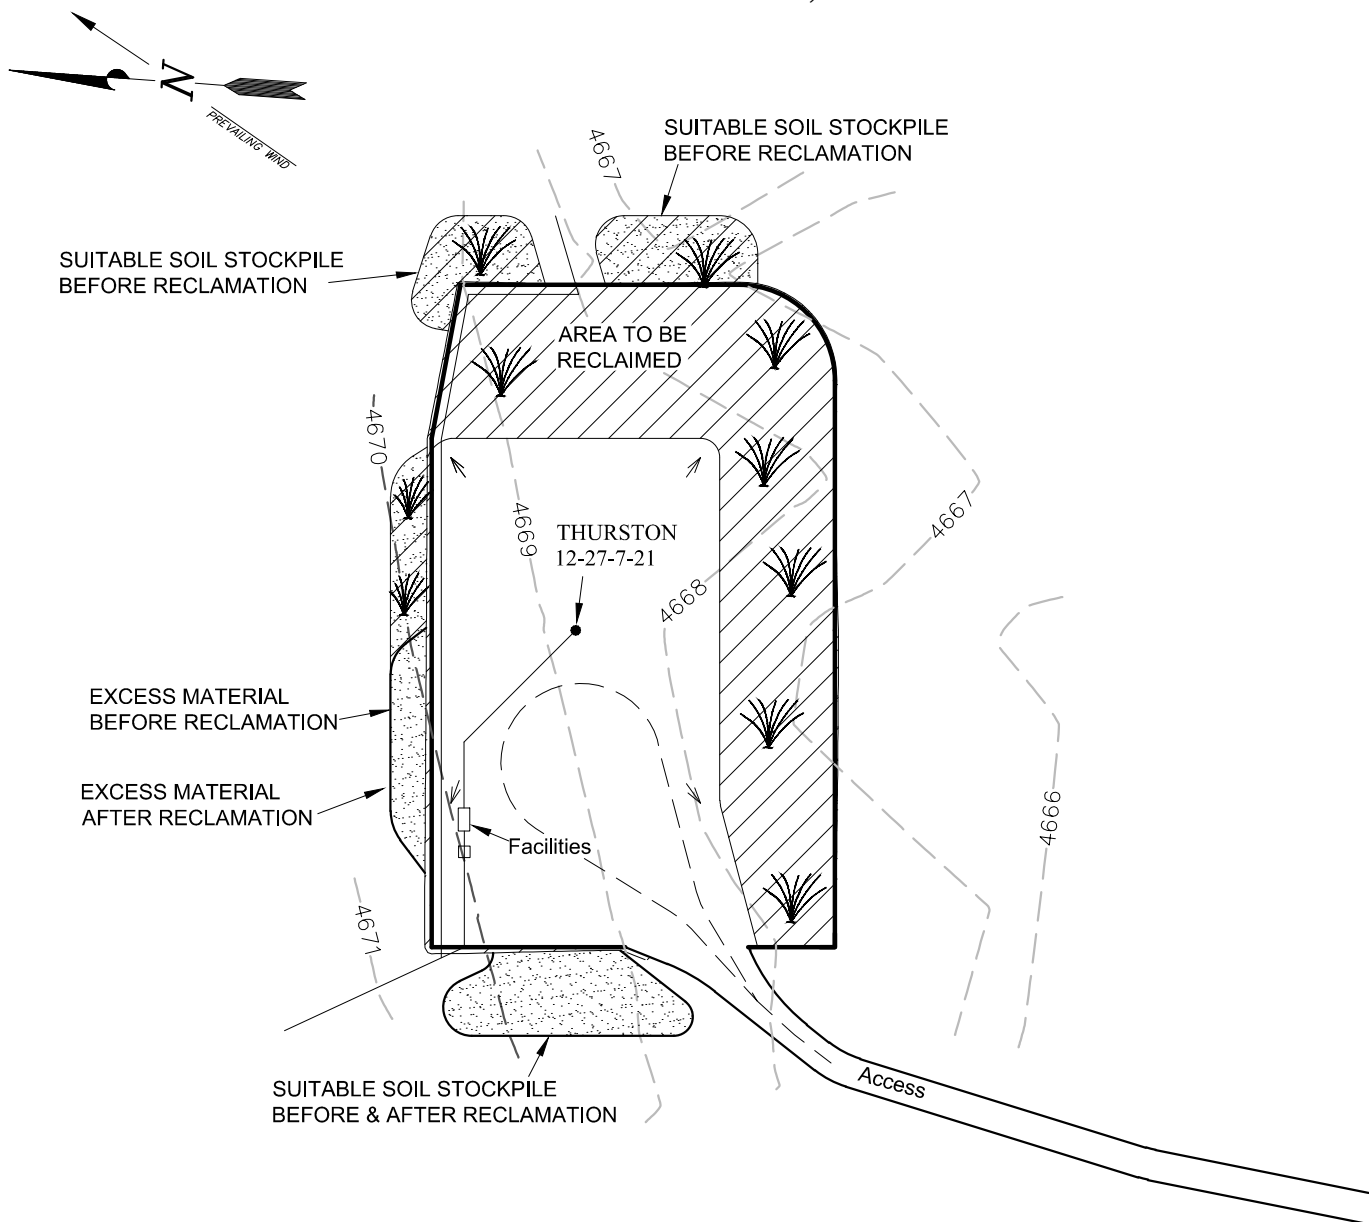 N
PREVAILING WIND
SUITABLE SOIL STOCKPILE
BEFORE RECLAMATION
4667
SUITABLE SOIL STOCKPILE
BEFORE RECLAMATION
AREA TO BE
RECLAIMED
4670
4669
THURSTON
12-27-7-21
4667
4668
EXCESS MATERIAL
BEFORE RECLAMATION
EXCESS MATERIAL
AFTER RECLAMATION
Facilities
4666
4671
Access
SUITABLE SOIL STOCKPILE
BEFORE & AFTER RECLAMATION